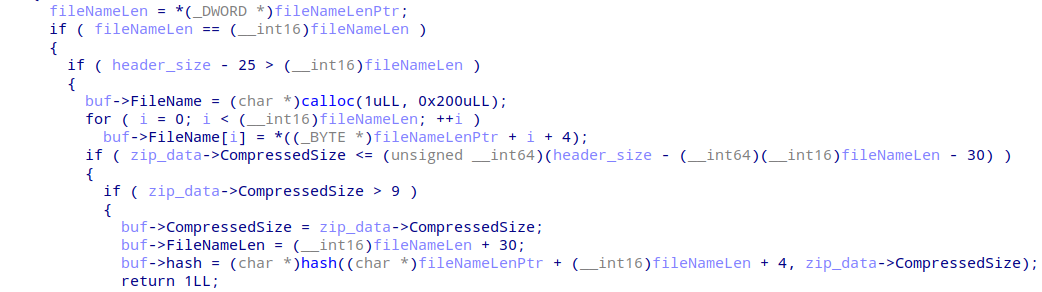 fileNameLen = *(_DWORD *)fileNameLenPtr;
if ( fileNameLen == (__int16)fileNameLen )
{
if ( header_size - 25 > (__int16)fileNameLen )
{
buf->FileName = (char *)calloc(1uLL, 0x200uLL);
for ( i = 0; i < (__int16)fileNameLen; ++i )
buf->FileName[i] = *((_BYTE *)fileNameLenPtr + i + 4);
if ( zip_data->CompressedSize <= (unsigned __int64)(header_size - (__int64)(__int16)fileNameLen - 30) )
{
if ( zip_data->CompressedSize > 9 )
{
buf->CompressedSize = zip_data->CompressedSize;
buf->FileNameLen = (__int16)fileNameLen + 30;
buf->hash = (char *)hash((char *)fileNameLenPtr + (__int16)fileNameLen + 4, zip_data->CompressedSize);
return 1LL;